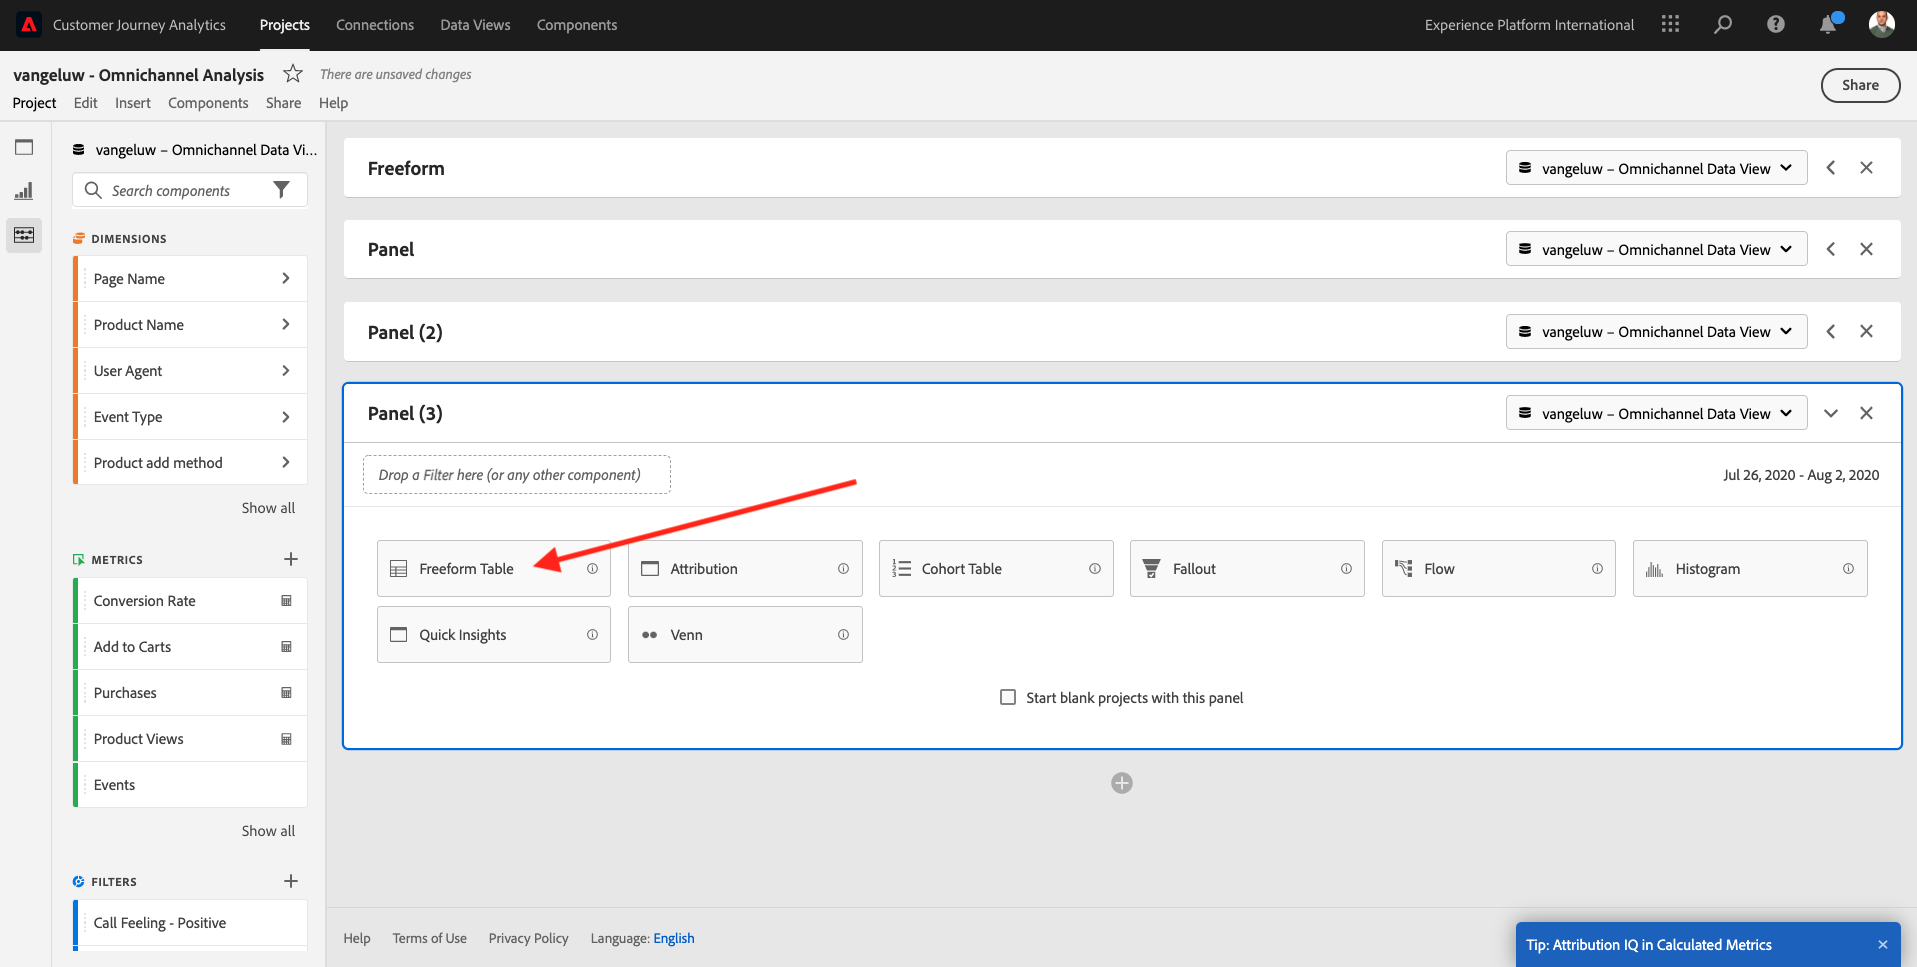 Customer Journey Analytics Projects Connections Data Views Components Experience Platform International
vangeluw - Omnichannel Analysis There are unsaved changes
Share
Project Edit Insert Components Share Help
vangeluw – Omnichannel Data Vi...
Search components
DIMENSIONS
Page Name
Product Name
User Agent
Event Type
Product add method
Show all
METRICS
Conversion Rate
Add to Carts
Purchases
Product Views
Events
Show all
FILTERS
Call Feeling - Positive
Freeform vangeluw – Omnichannel Data View
Panel vangeluw – Omnichannel Data View
Panel (2) vangeluw – Omnichannel Data View
Panel (3) vangeluw – Omnichannel Data View
Drop a Filter here (or any other component) Jul 26, 2020 - Aug 2, 2020
Freeform Table Attribution Cohort Table Fallout Flow Histogram
Quick Insights Venn
Start blank projects with this panel
Help Terms of Use Privacy Policy Language: English
Tip: Attribution IQ in Calculated Metrics